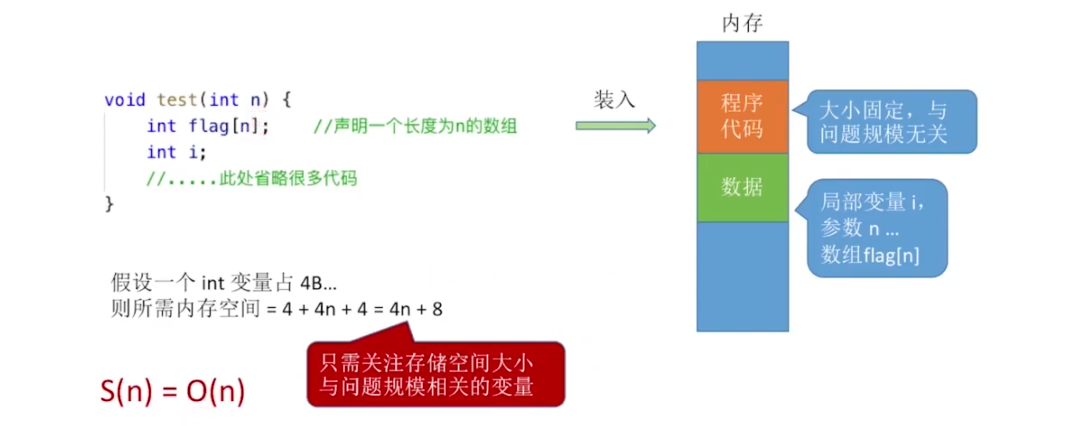 内存
void test(int n) {
int flag[n]; //声明一个长度为n的数组
int i;
//.....此处省略很多代码
}
装入
程序
代码
大小固定，与
问题规模无关
数据
局部变量 i，
参数 n ...
数组flag[n]
假设一个 int 变量占 4B...
则所需内存空间 = 4 + 4n + 4 = 4n + 8
只需关注存储空间大小
与问题规模相关的变量
S(n) = O(n)